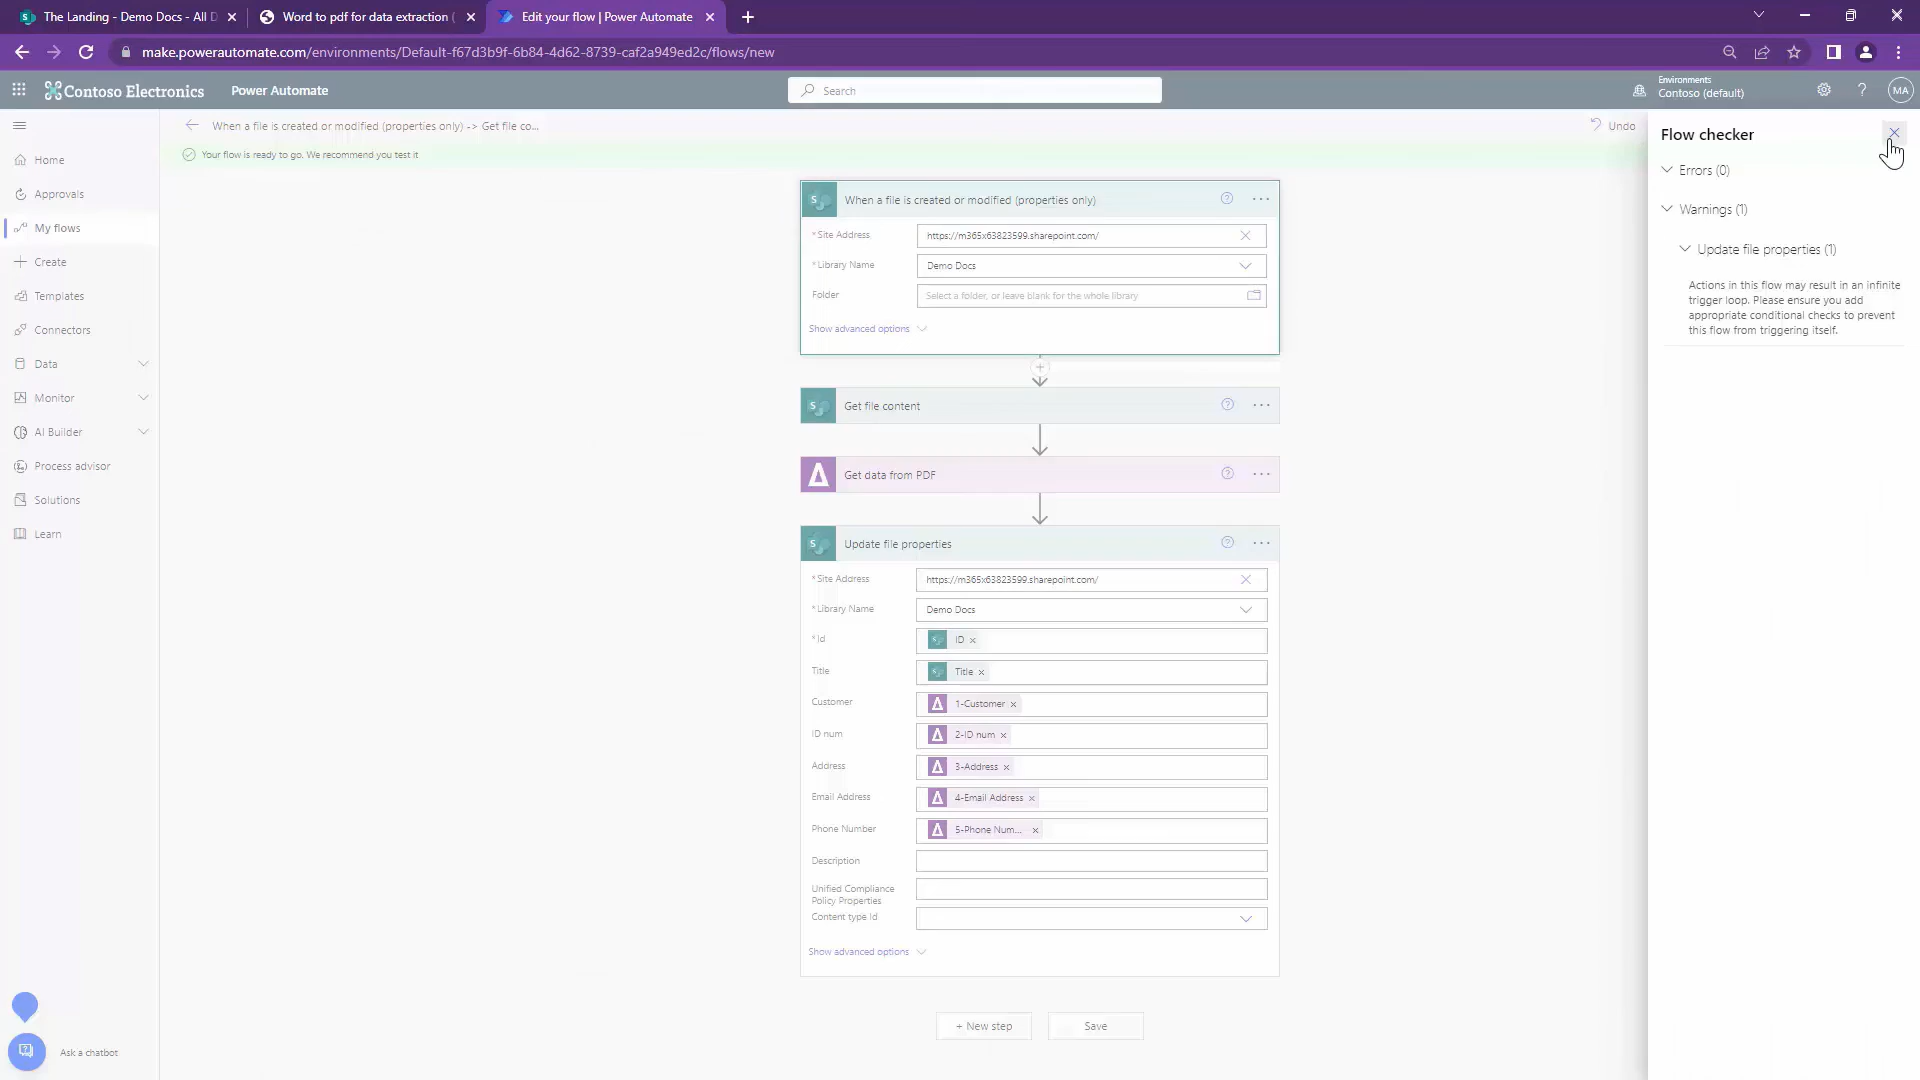 The Landing - Demo Docs - All D
Word to pdf for data extraction (
Edit your flow | Power Automate
make.powerautomate.com/environments/Default-f67d3b9f-6b84-4d62-8739-caf2a949ed2c/flows/new
Contoso Electronics
Power Automate
Search
Environments
Contoso (default)
MA
When a file is created or modified (properties only) -> Get file co...
Undo
Your flow is ready to go. We recommend you test it
Home
Approvals
My flows
Create
Templates
Connectors
Data
Monitor
AI Builder
Process advisor
Solutions
Learn
Ask a chatbot
When a file is created or modified (properties only)
* Site Address
https://m365x63823599.sharepoint.com/
* Library Name
Demo Docs
Folder
Select a folder, or leave blank for the whole library
Show advanced options
Get file content
Get data from PDF
Update file properties
* Site Address
https://m365x63823599.sharepoint.com/
* Library Name
Demo Docs
* Id
ID
Title
Title
Customer
1-Customer
ID num
2-ID num
Address
3-Address
Email Address
4-Email Address
Phone Number
5-Phone Num...
Description
Unified Compliance
Policy Properties
Content type Id
Show advanced options
+ New step
Save
Flow checker
Errors (0)
Warnings (1)
Update file properties (1)
Actions in this flow may result in an infinite
trigger loop. Please ensure you add
appropriate conditional checks to prevent
this flow from triggering itself.